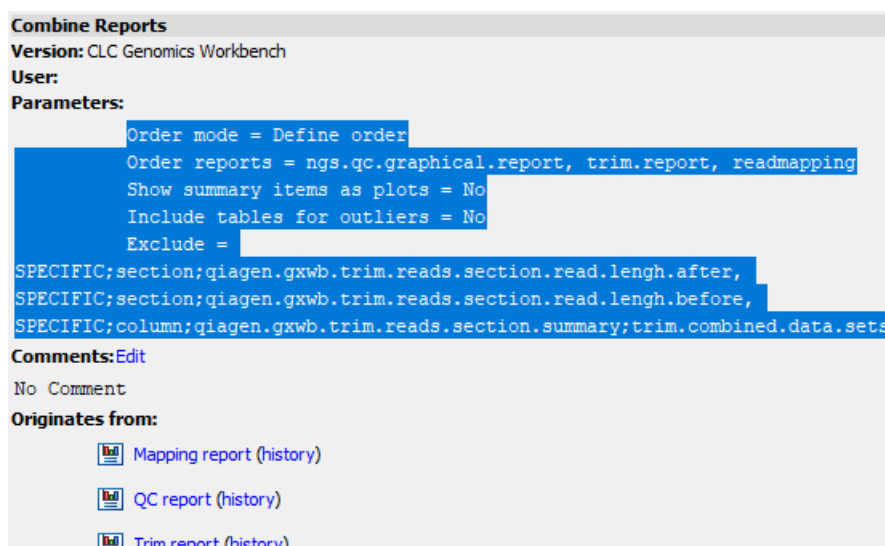 Combine Reports
Version: CLC Genomics Workbench
User:
Parameters:
Order mode = Define order
Order reports = ngs.qc.graphical.report, trim.report, readmapping
Show summary items as plots = No
Include tables for outliers = No
Exclude =
SPECIFIC;section;qiagen.gxwb.trim.reads.section.read.lengh.after,
SPECIFIC;section;qiagen.gxwb.trim.reads.section.read.lengh.before,
SPECIFIC;column;qiagen.gxwb.trim.reads.section.summary;trim.combined.data.sets
Comments:Edit
No Comment
Originates from:
Mapping report (history)
QC report (history)
Trim report (history)